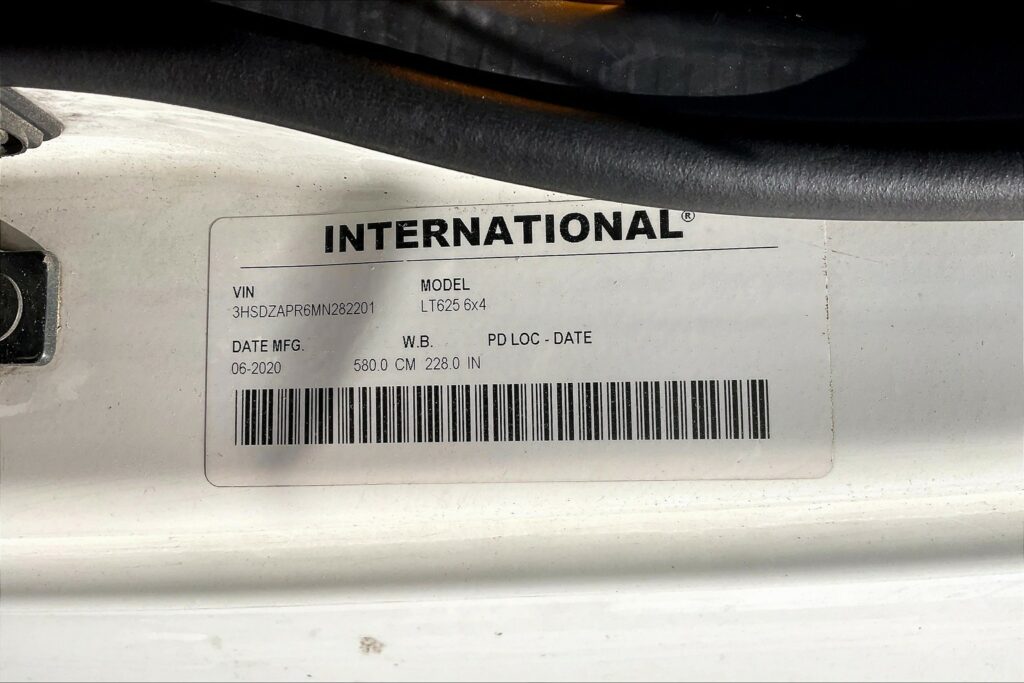 INTERNATIONAL®
VIN MODEL
3HSDZAPR6MN282201 LT625 6x4
DATE MFG. W.B. PD LOC - DATE
06-2020 580.0 CM 228.0 IN